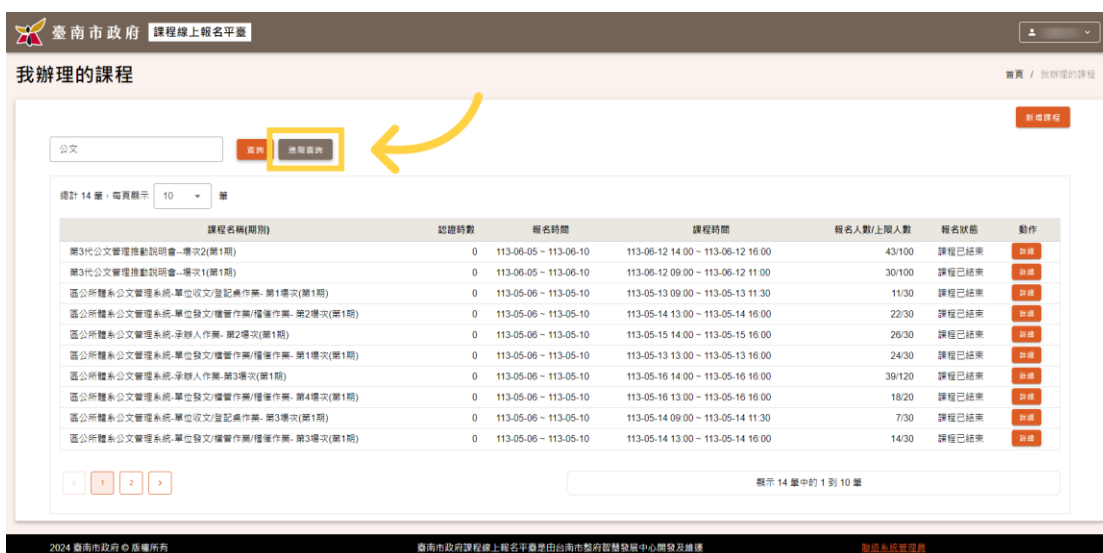 臺南市政府 課程線上報名平臺
我辦理的課程
首頁 / 我辦理的課程
新增課程
公文 查詢 進階查詢
總計 14 筆，每頁顯示 10 筆
課程名稱(期別) 認證時數 報名時間 課程時間 報名人數/上限人數 報名狀態 動作
第3代公文管理推動說明會--場次2(第1期) 0 113-06-05 ~ 113-06-10 113-06-12 14:00 ~ 113-06-12 16:00 43/100 課程已結束 詳細
第3代公文管理推動說明會--場次1(第1期) 0 113-06-05 ~ 113-06-10 113-06-12 09:00 ~ 113-06-12 11:00 30/100 課程已結束 詳細
區公所體系公文管理系統-單位收文/登記桌作業- 第1場次(第1期) 0 113-05-06 ~ 113-05-10 113-05-13 09:00 ~ 113-05-13 11:30 11/30 課程已結束 詳細
區公所體系公文管理系統-單位發文/檔管作業/稽催作業- 第2場次(第1期) 0 113-05-06 ~ 113-05-10 113-05-14 13:00 ~ 113-05-14 16:00 22/30 課程已結束 詳細
區公所體系公文管理系統-承辦人作業- 第2場次(第1期) 0 113-05-06 ~ 113-05-10 113-05-15 14:00 ~ 113-05-15 16:00 26/30 課程已結束 詳細
區公所體系公文管理系統-單位發文/檔管作業/稽催作業- 第1場次(第1期) 0 113-05-06 ~ 113-05-10 113-05-13 13:00 ~ 113-05-13 16:00 24/30 課程已結束 詳細
區公所體系公文管理系統-承辦人作業-第3場次(第1期) 0 113-05-06 ~ 113-05-10 113-05-16 14:00 ~ 113-05-16 16:00 39/120 課程已結束 詳細
區公所體系公文管理系統-單位發文/檔管作業/稽催作業- 第4場次(第1期) 0 113-05-06 ~ 113-05-10 113-05-16 13:00 ~ 113-05-16 16:00 18/20 課程已結束 詳細
區公所體系公文管理系統-單位收文/登記桌作業- 第3場次(第1期) 0 113-05-06 ~ 113-05-10 113-05-14 09:00 ~ 113-05-14 11:30 7/30 課程已結束 詳細
區公所體系公文管理系統-單位發文/檔管作業/稽催作業- 第3場次(第1期) 0 113-05-06 ~ 113-05-10 113-05-14 13:00 ~ 113-05-14 16:00 14/30 課程已結束 詳細
< 1 2 > 顯示 14 筆中的 1 到 10 筆
2024 臺南市政府 © 版權所有 臺南市政府課程線上報名平臺是由台南市政府智慧發展中心開發及維護 聯絡系統管理員